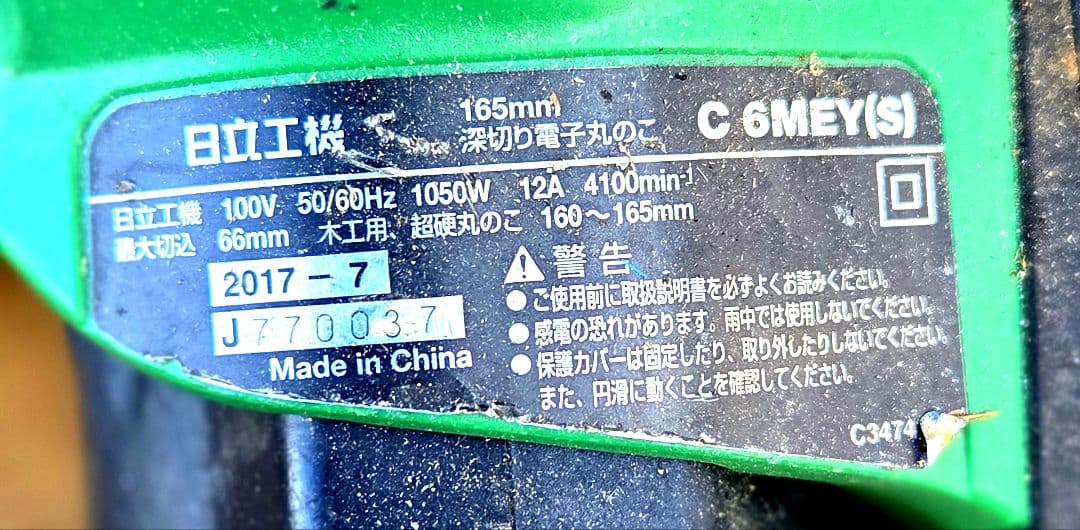 日立工機
165mm
深切り電子丸のこ
C 6MEY(S)
日立工機 100V 50/60Hz 1050W 12A 4100min⁻¹
最大切込 66mm 木工用、超硬丸のこ 160～165mm
2017－7
J770037
Made in China
警告
●ご使用前に取扱説明書を必ずよくお読みください。
●感電の恐れがあります。雨中では使用しないでください。
●保護カバーは固定したり、取り外したりしないでください。
また、円滑に動くことを確認してください。
C3474